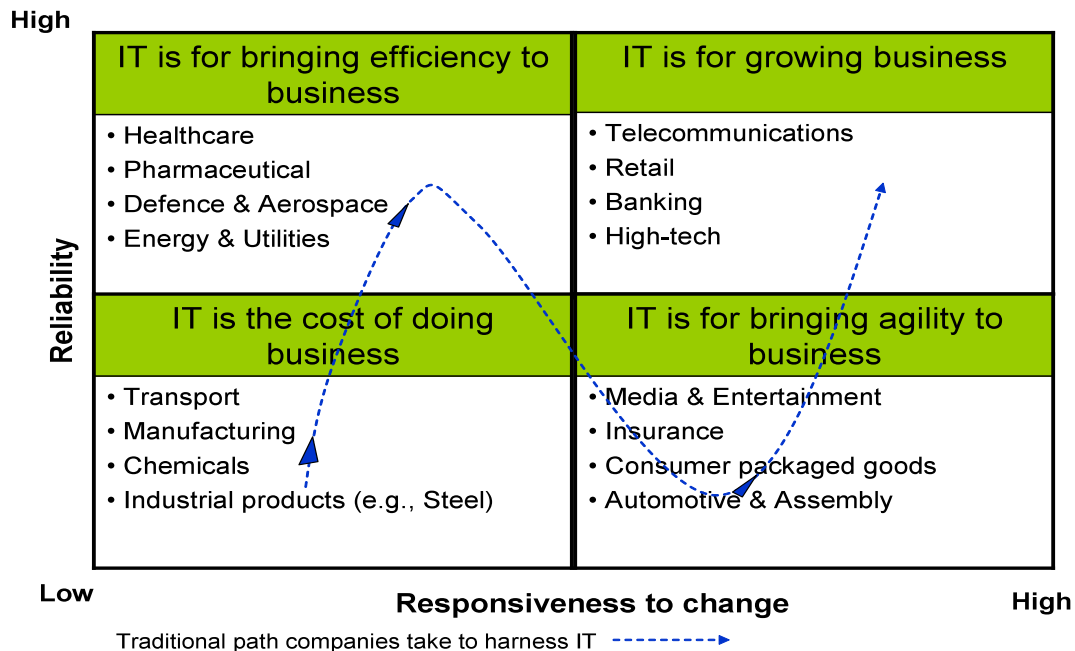 High
IT is for bringing efficiency to
business
• Healthcare
• Pharmaceutical
• Defence & Aerospace
• Energy & Utilities
IT is for growing business
• Telecommunications
• Retail
• Banking
• High-tech
Reliability
IT is the cost of doing
business
• Transport
• Manufacturing
• Chemicals
• Industrial products (e.g., Steel)
IT is for bringing agility to
business
• Media & Entertainment
• Insurance
• Consumer packaged goods
• Automotive & Assembly
Low
Responsiveness to change
High
Traditional path companies take to harness IT